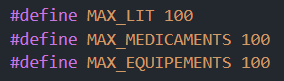 #define MAX_LIT 100
#define MAX_MEDICAMENTS 100
#define MAX_EQUIPEMENTS 100